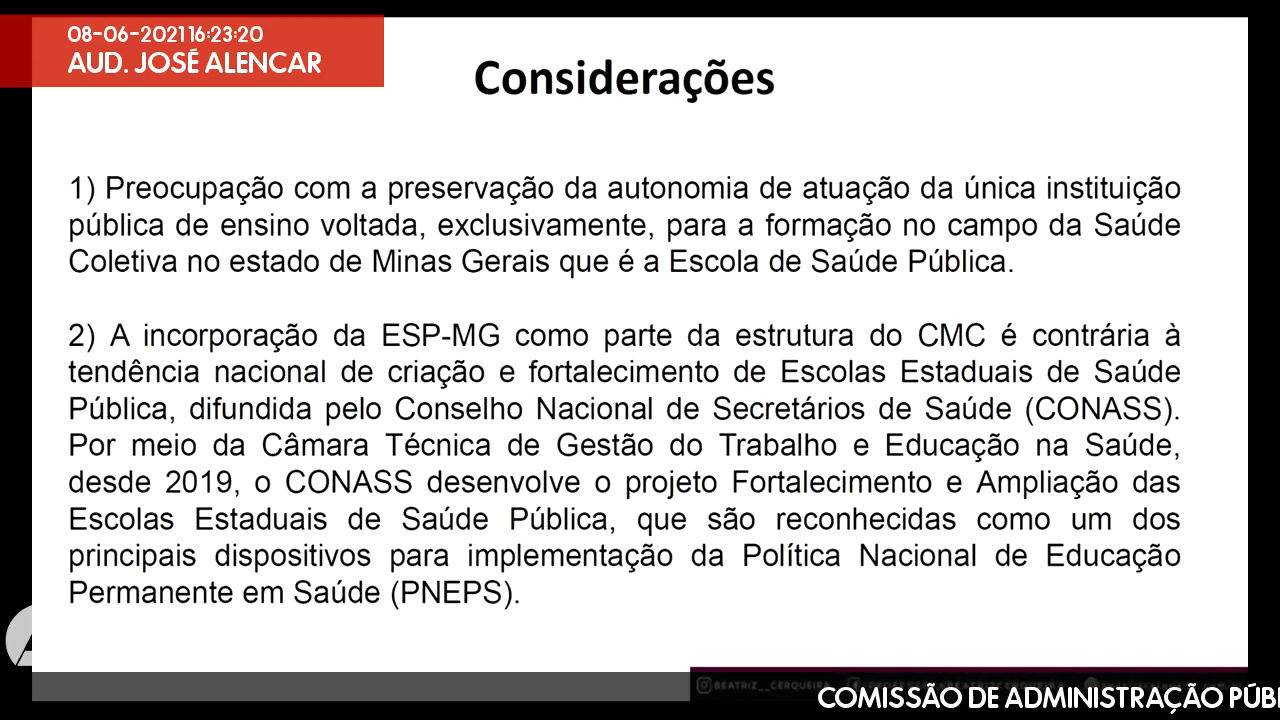 08-06-2021 16:23:20
AUD. JOSÉ ALENCAR
Considerações
1) Preocupação com a preservação da autonomia de atuação da única instituição
pública de ensino voltada, exclusivamente, para a formação no campo da Saúde
Coletiva no estado de Minas Gerais que é a Escola de Saúde Pública.
2) A incorporação da ESP-MG como parte da estrutura do CMC é contrária à
tendência nacional de criação e fortalecimento de Escolas Estaduais de Saúde
Pública, difundida pelo Conselho Nacional de Secretários de Saúde (CONASS).
Por meio da Câmara Técnica de Gestão do Trabalho e Educação na Saúde,
desde 2019, o CONASS desenvolve o projeto Fortalecimento e Ampliação das
Escolas Estaduais de Saúde Pública, que são reconhecidas como um dos
principais dispositivos para implementação da Política Nacional de Educação
Permanente em Saúde (PNEPS).
BEATRIZ__CERQUEIRA
COMISSÃO DE ADMINISTRAÇÃO PÚB